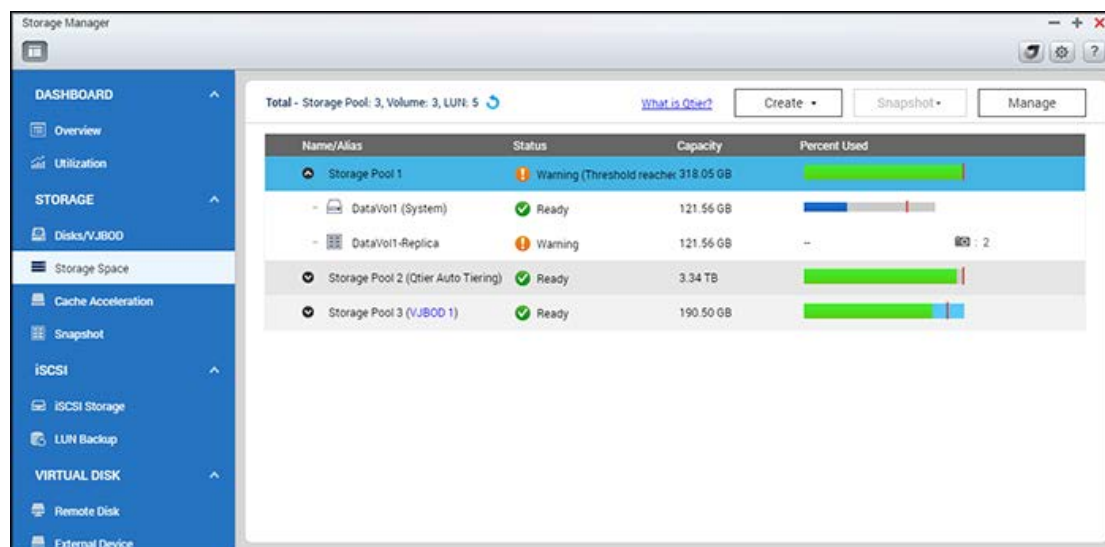 Storage Manager
DASHBOARD
Overview
Utilization
STORAGE
Disks/VJBOD
Storage Space
Cache Acceleration
Snapshot
iSCSI
iSCSI Storage
LUN Backup
VIRTUAL DISK
Remote Disk
External Device
Total - Storage Pool: 3, Volume: 3, LUN: 5 What is Qtier? Create Snapshot Manage
Name/Alias Status Capacity Percent Used
Storage Pool 1 Warning (Threshold reachec 318.05 GB
DataVol1 (System) Ready 121.56 GB
DataVol1-Replica Warning 121.56 GB -- : 2
Storage Pool 2 (Qtier Auto Tiering) Ready 3.34 TB
Storage Pool 3 (VJBOD 1) Ready 190.50 GB